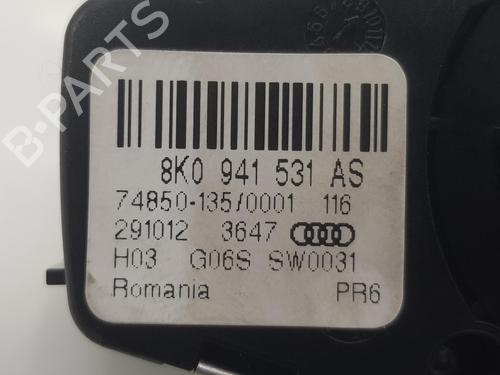 8K0 941 531 AS
74850-135/0001 116
291012 3647
H03 G06S SW0031
Romania PR6
B-PARTS